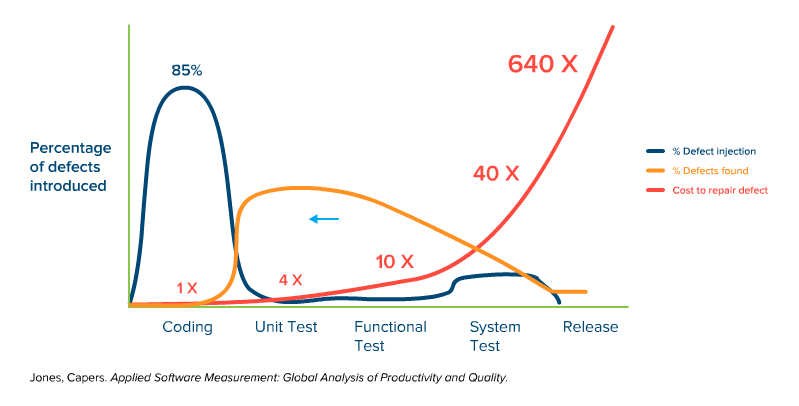 640 X
85%
Percentage
of defects
introduced
% Defect injection
% Defects found
Cost to repair defect
40 X
10 X
4 X
1 X
Coding
Unit Test
Functional
Test
System
Test
Release
Jones, Capers. Applied Software Measurement: Global Analysis of Productivity and Quality.